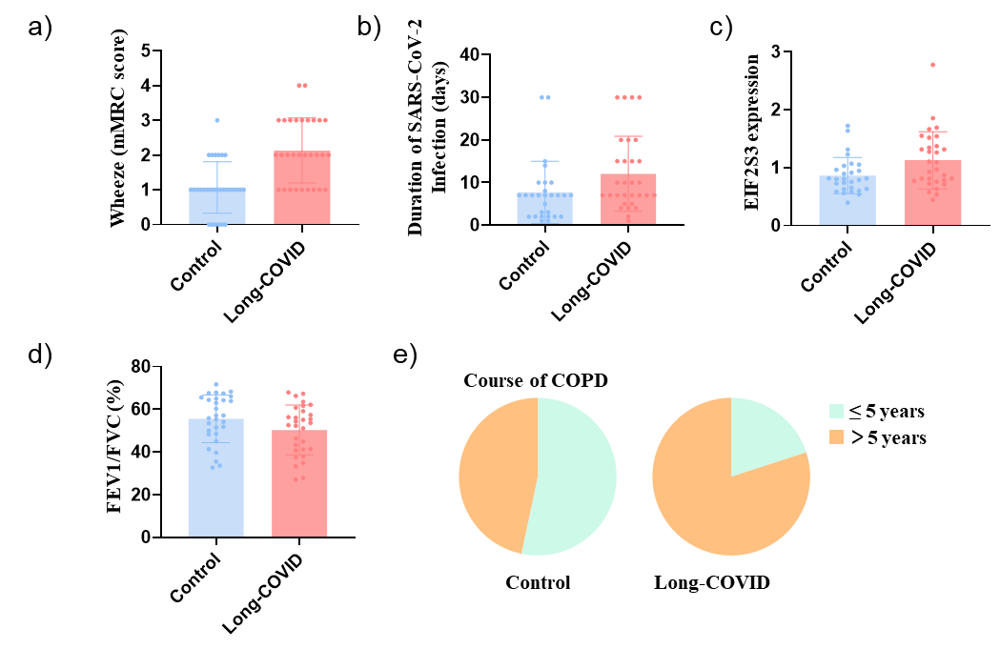 a)
Wheeze (mMRC score)
5
4
3
2
1
0
Control
Long-COVID
b)
Duration of SARS-CoV-2
Infection (days)
40
30
20
10
0
Control
Long-COVID
c)
EIF2S3 expression
3
2
1
0
Control
Long-COVID
d)
FEV1/FVC (%)
80
60
40
20
0
Control
Long-COVID
e)
Course of COPD
≤ 5 years
> 5 years
Control
Long-COVID